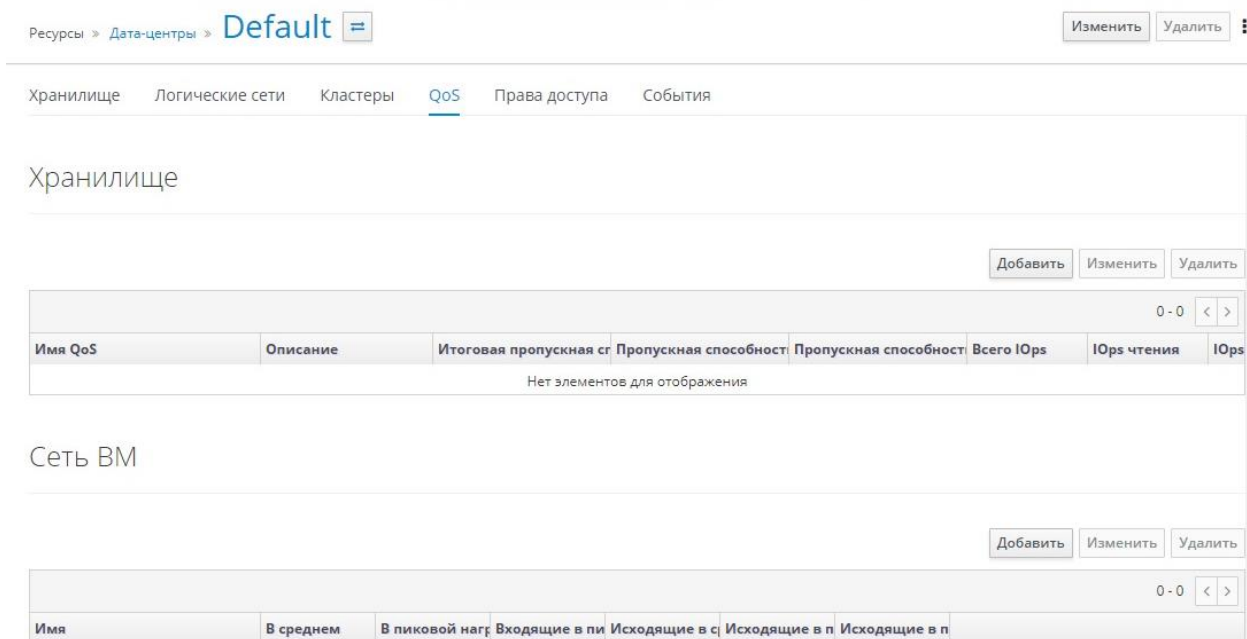 Ресурсы » Дата-центры » Default
Изменить Удалить
Хранилище Логические сети Кластеры QoS Права доступа События
Хранилище
Добавить Изменить Удалить
0 - 0 < >
Имя QoS Описание Итоговая пропускная сг Пропускная способност Пропускная способност Всего IOps IOps чтения IOps
Нет элементов для отображения
Сеть ВМ
Добавить Изменить Удалить
0 - 0 < >
Имя В среднем В пиковой нагр Входящие в пи Исходящие в с Исходящие в п Исходящие в п